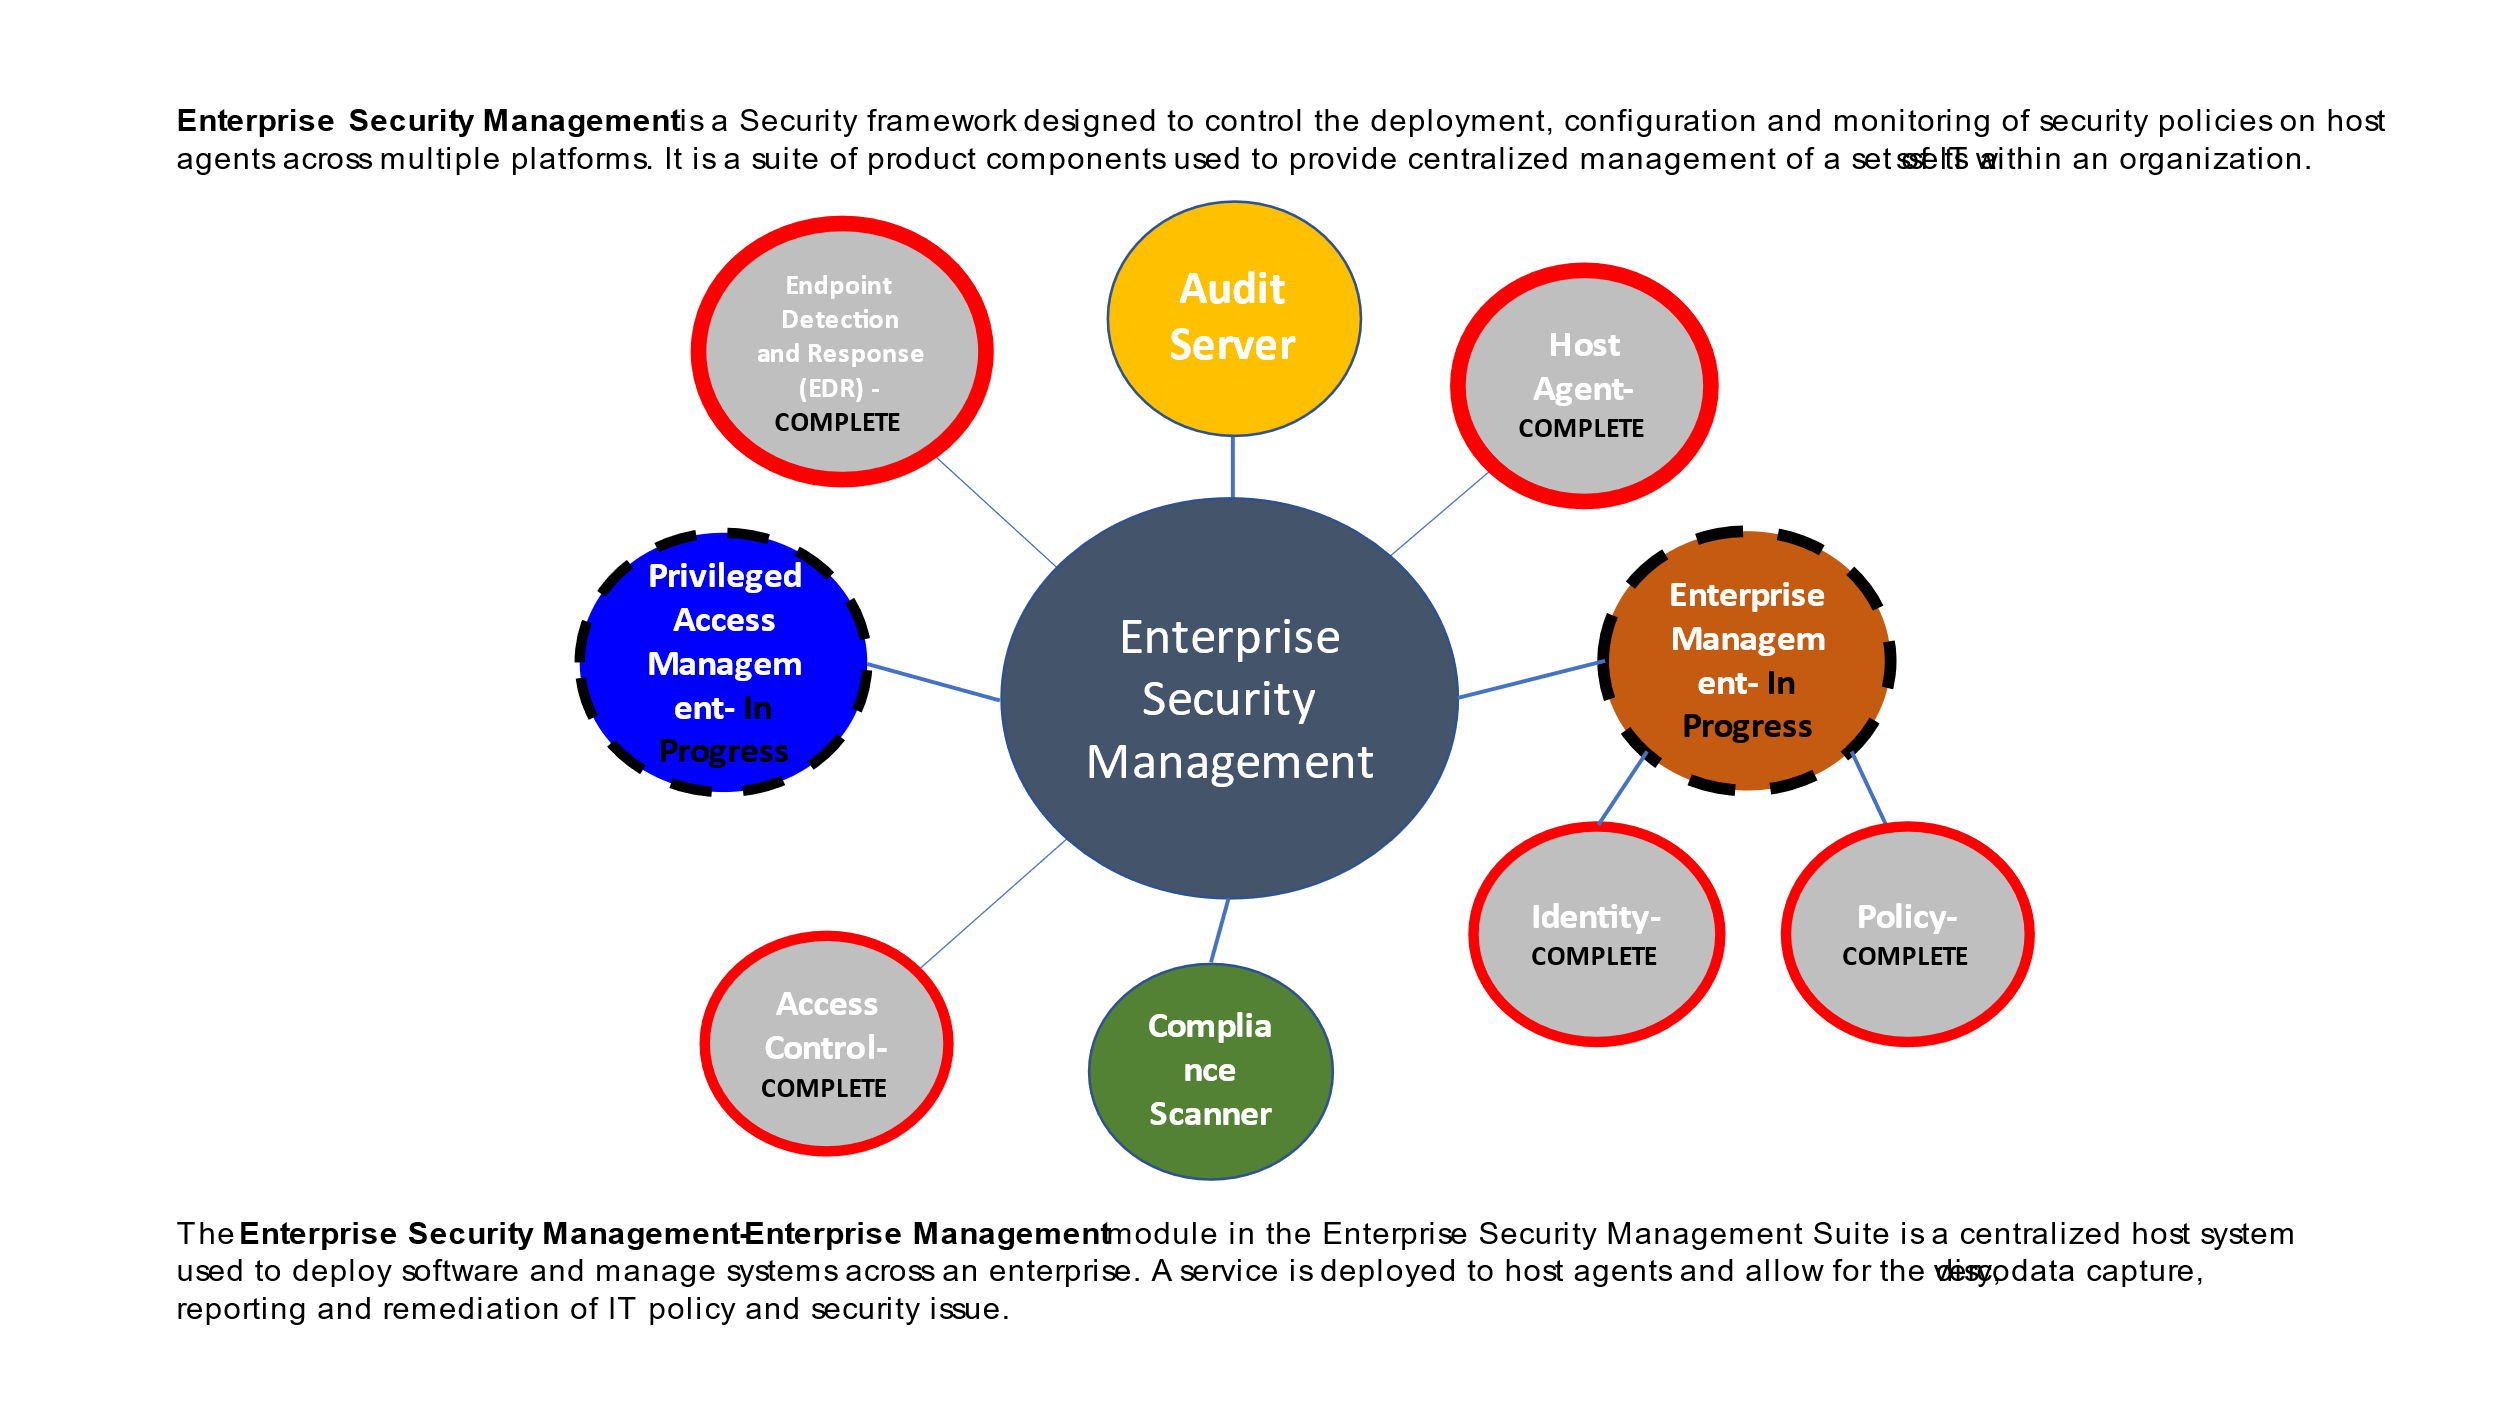 Enterprise Security Management is a Security framework designed to control the deployment, configuration and monitoring of security policies on host
agents across multiple platforms. It is a suite of product components used to provide centralized management of a set of IT assets within an organization.
Endpoint
Detection
and Response
(EDR) -
COMPLETE
Audit
Server
Host
Agent-
COMPLETE
Privileged
Access
Managem
ent- In
Progress
Enterprise
Security
Management
Enterprise
Managem
ent- In
Progress
Identity-
COMPLETE
Policy-
COMPLETE
Access
Control-
COMPLETE
Complia
nce
Scanner
The Enterprise Security Management-Enterprise Management module in the Enterprise Security Management Suite is a centralized host system
used to deploy software and manage systems across an enterprise. A service is deployed to host agents and allow for the discovery, data capture,
reporting and remediation of IT policy and security issue.